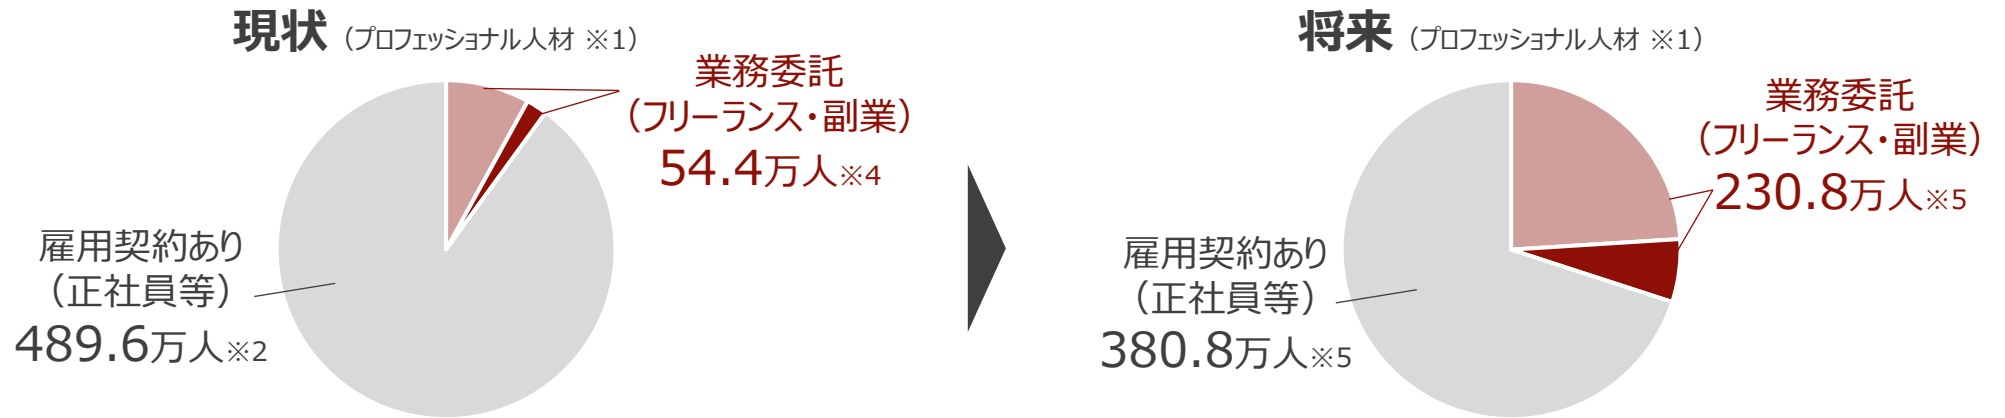 現状（プロフェッショナル人材 ※1）
業務委託
（フリーランス・副業）
54.4万人※4
雇用契約あり
（正社員等）
489.6万人※2
将来（プロフェッショナル人材 ※1）
業務委託
（フリーランス・副業）
230.8万人※5
雇用契約あり
（正社員等）
380.8万人※5